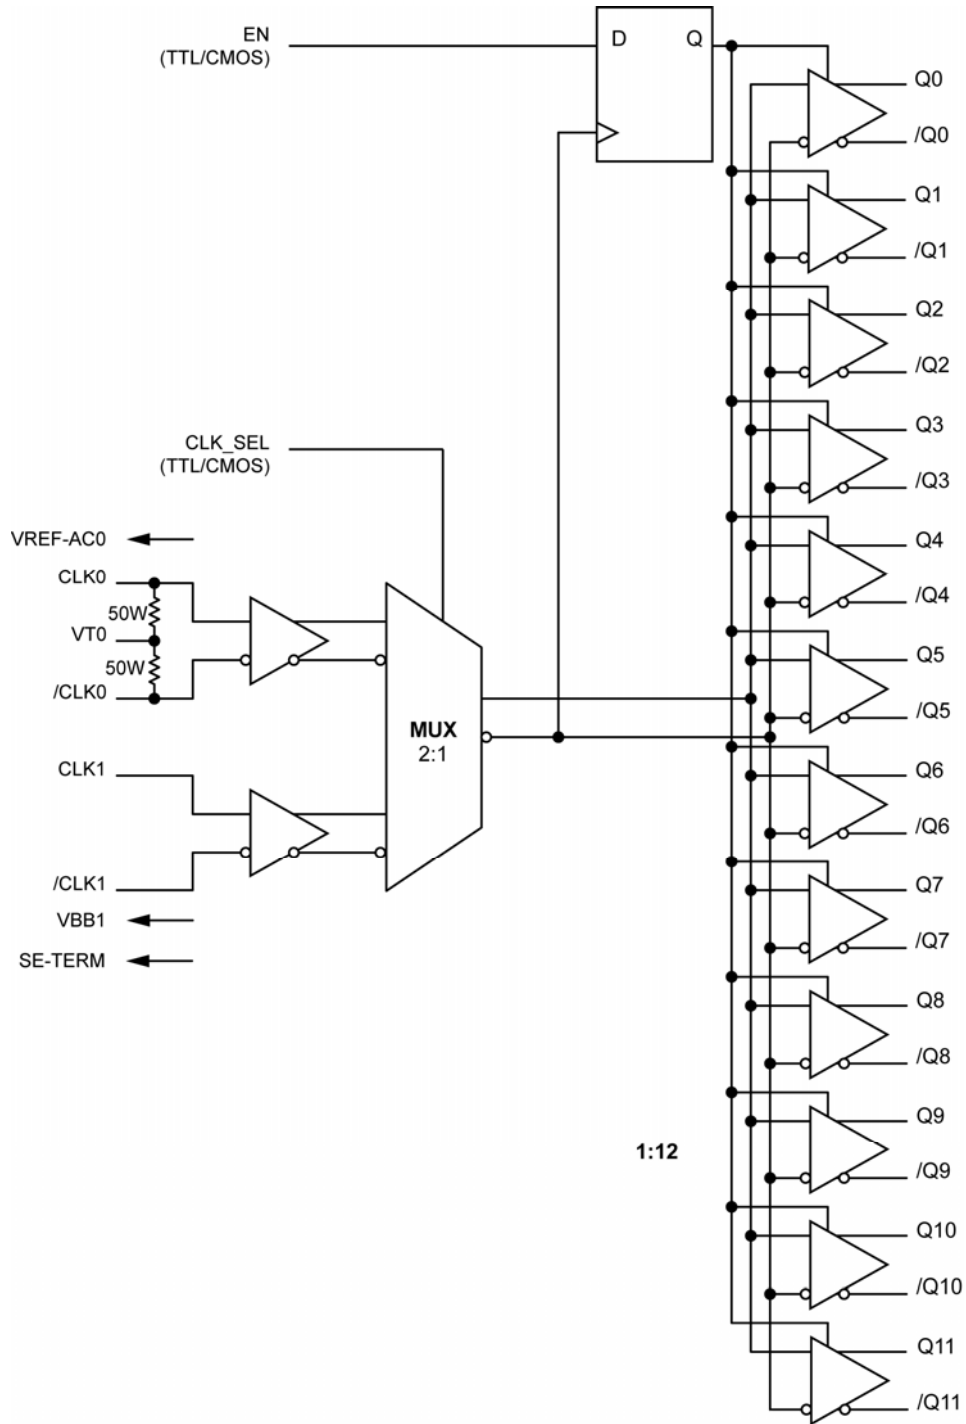 EN
(TTL/CMOS)
D
Q
Q0
/Q0
Q1
/Q1
Q2
/Q2
Q3
/Q3
CLK_SEL
(TTL/CMOS)
VREF-AC0
CLK0
50W
VT0
50W
/CLK0
MUX
2:1
CLK1
/CLK1
VBB1
SE-TERM
Q4
/Q4
Q5
/Q5
Q6
/Q6
Q7
/Q7
Q8
/Q8
1:12
Q9
/Q9
Q10
/Q10
Q11
/Q11